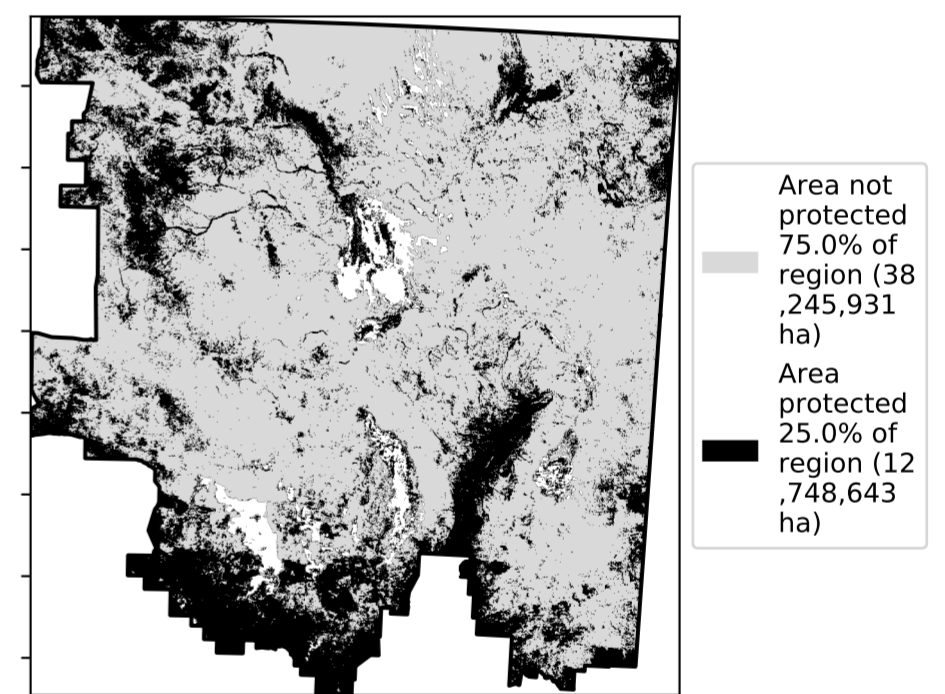 Area not
protected
75.0% of
region (38
,245,931
ha)
Area
protected
25.0% of
region (12
,748,643
ha)